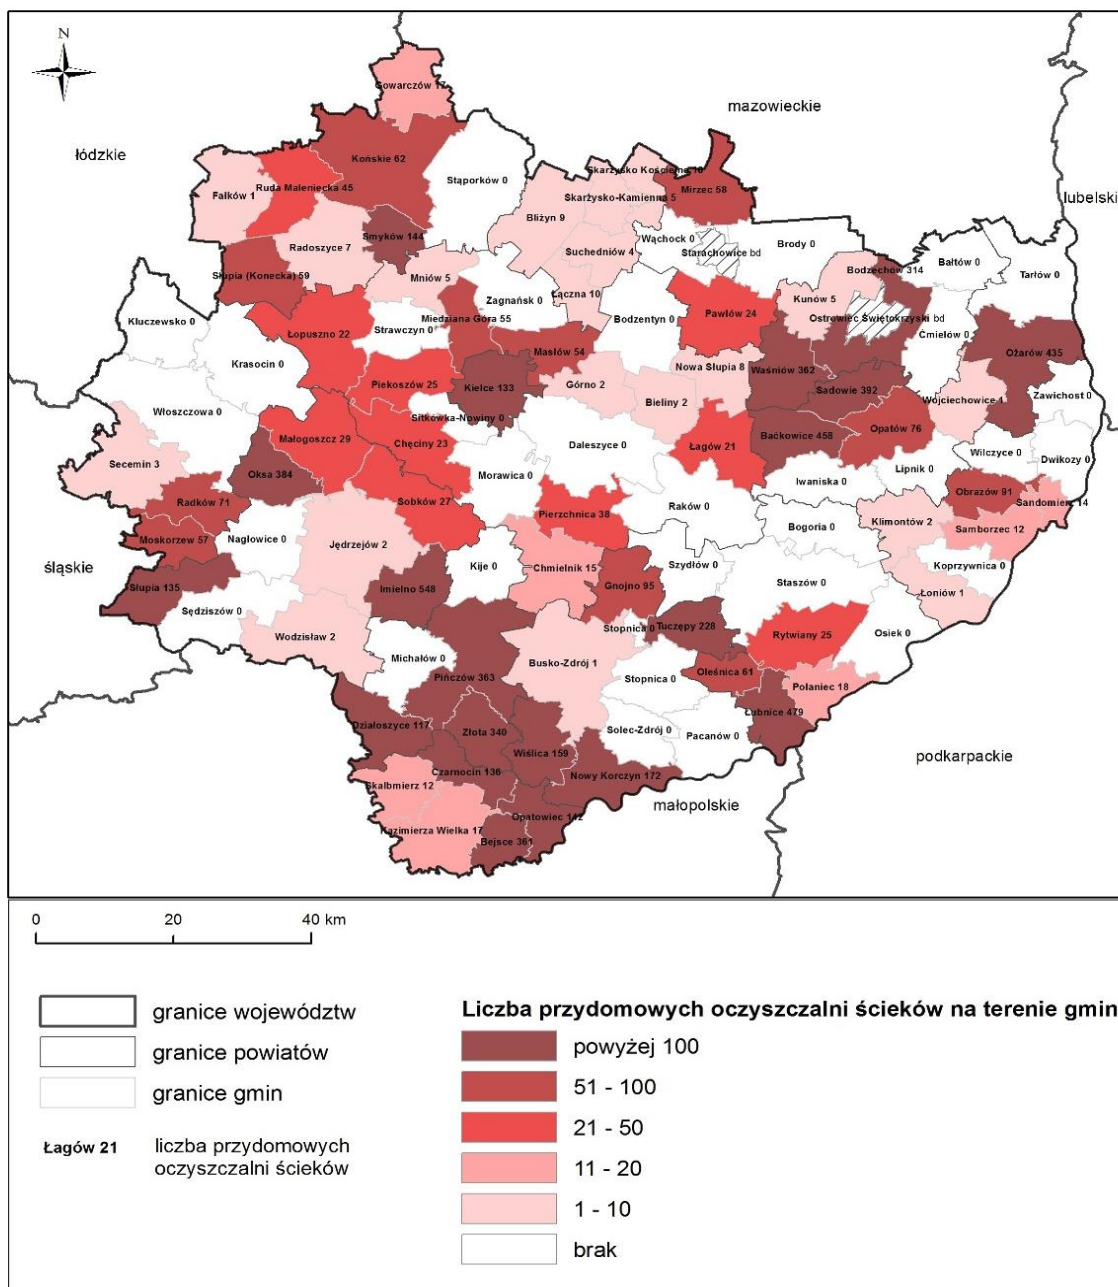 N
mazowieckie
łódzkie
lubelski
Gowarczów 17
Końskie 62
Stąporków 0
Skarżysko Kościelne 10
Mirzec 58
Ruda Maleniecka 45
Fałków 1
Skarżysko-Kamienna 5
Bliżyn 9
Smyków 144
Radoszyce 7
Wąchock 0
Brody 0
Starachowice bd
Suchedniów 4
Bałtów 0
Tarłów 0
Bodzechów 314
Słupia (Konecka) 59
Mniów 5
Łączna 10
Zagnańsk 0
Kunów 5
Kluczewsko 0
Miedziana Góra 55
Bodzentyn 0
Pawłów 24
Ostrowiec Świętokrzyski bd
Łopuszno 22
Strawczyn 0
Ćmielów 0
Ożarów 435
Krasocin 0
Masłów 54
Nowa Słupia 8
Waśniów 362
Piekoszów 25
Kielce 133
Górno 2
Sadowie 392
Zawichost 0
Wojciechowice 1
Bieliny 2
Włoszczowa 0
Sitkówka-Nowiny 0
Małogoszcz 29
Chęciny 23
Daleszyce 0
Łagów 21
Baćkowice 458
Opatów 76
Wilczyce 0
Dwikozy 0
Secemin 3
Oksa 384
Morawica 0
Lipnik 0
Iwaniska 0
Obrazów 91
Radków 71
Sobków 27
Raków 0
Sandomierz 14
Pierzchnica 38
Bogoria 0
Klimontów 2
Samborzec 12
Moskorzew 57
Nagłowice 0
Jędrzejów 2
śląskie
Kije 0
Chmielnik 15
Szydłów 0
Koprzywnica 0
Słupia 135
Imielno 548
Gnojno 95
Staszów 0
Łoniów 1
Sędziszów 0
Stopnica 0
Tuczępy 228
Rytwiany 25
Osiek 0
Wodzisław 2
Michałów 0
Busko-Zdrój 1
Pińczów 363
Stopnica 0
Oleśnica 61
Połaniec 18
Działoszyce 117
Złota 340
Łubnice 479
Solec-Zdrój 0
Pacanów 0
Wiślica 159
podkarpackie
Czarnocin 136
Nowy Korczyn 172
Skalbmierz 12
małopolskie
Opatowiec 142
Kazimierza Wielka 17
Bejsce 361
0 20 40 km
granice województw
granice powiatów
granice gmin
Łagów 21
liczba przydomowych
oczyszczalni ścieków
Liczba przydomowych oczyszczalni ścieków na terenie gmin
powyżej 100
51 - 100
21 - 50
11 - 20
1 - 10
brak